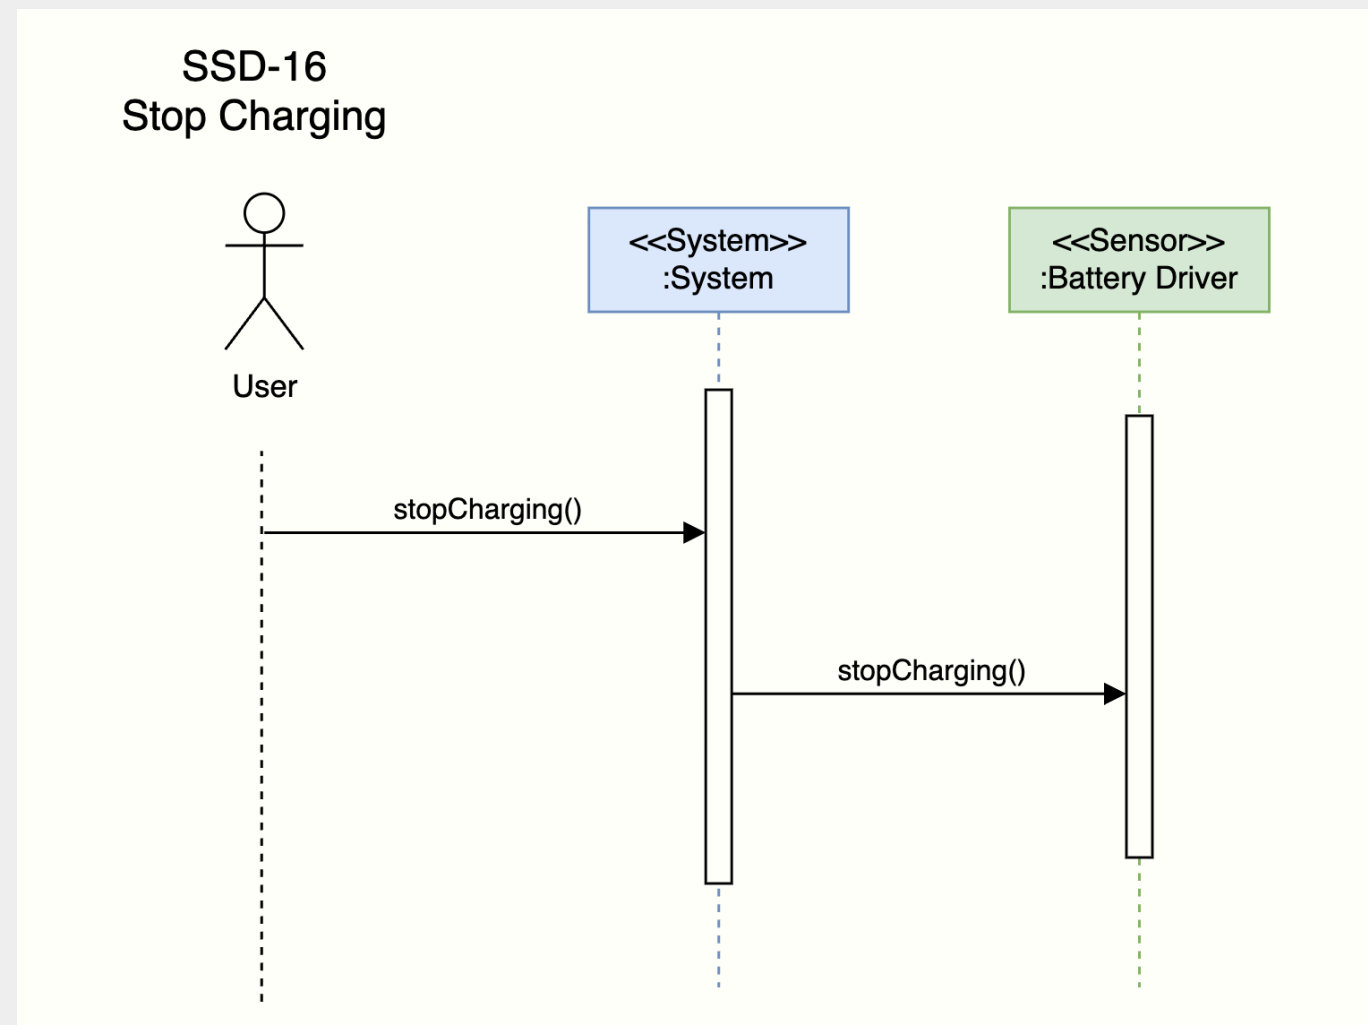 SSD-16
Stop Charging
<<System>>
:System
<<Sensor>>
:Battery Driver
User
stopCharging()
stopCharging()